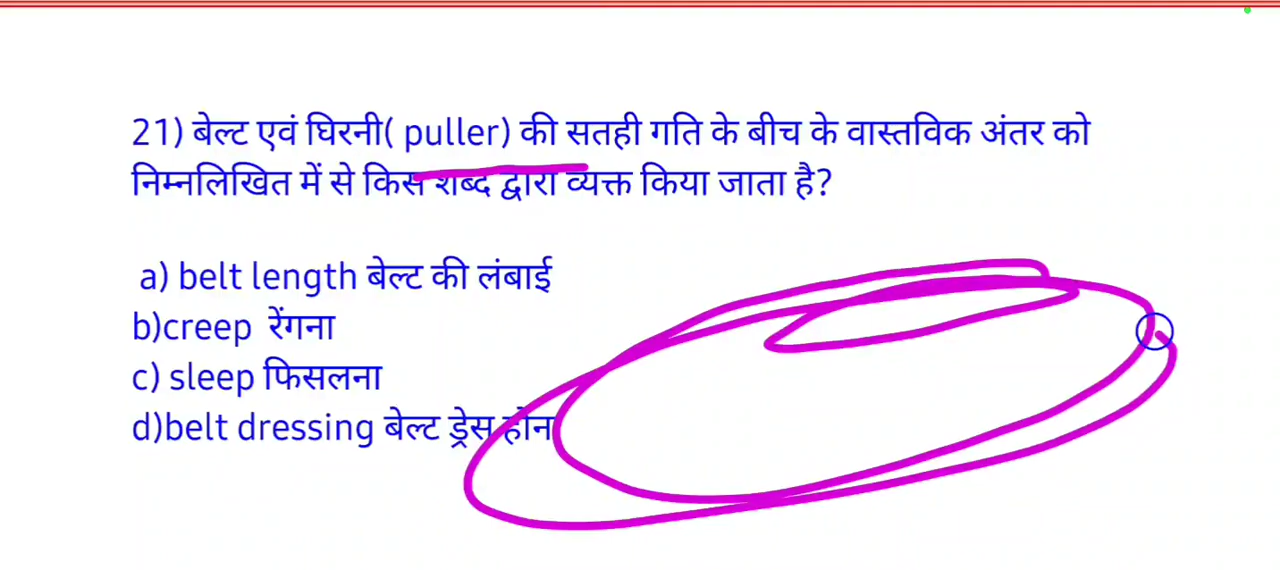 21) बेल्ट एवं घिरनी( puller) की सतही गति के बीच के वास्तविक अंतर को
निम्नलिखित में से किस शब्द द्वारा व्यक्त किया जाता है?
a) belt length बेल्ट की लंबाई
b)creep रेंगना
c) sleep फिसलना
d)belt dressing बेल्ट ड्रेस होन